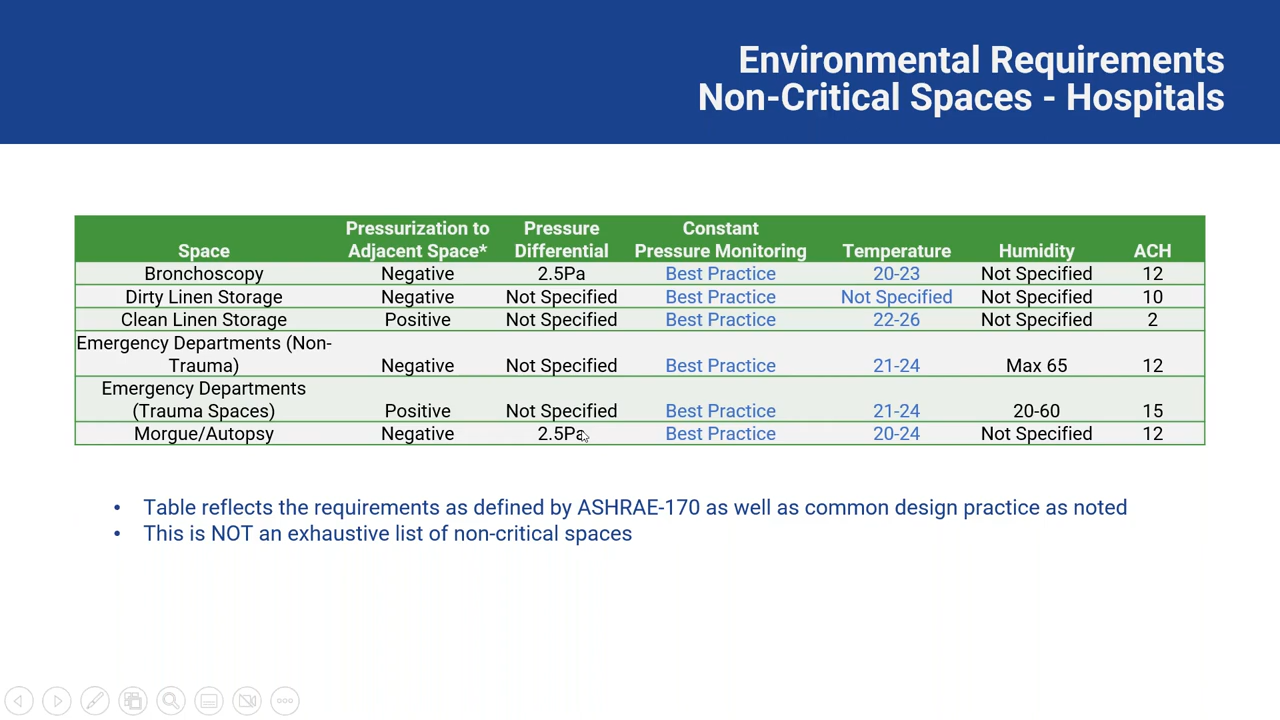 Environmental Requirements
Non-Critical Spaces - Hospitals
Space Pressurization to Adjacent Space* Pressure Differential Constant Pressure Monitoring Temperature Humidity ACH
Bronchoscopy Negative 2.5Pa Best Practice 20-23 Not Specified 12
Dirty Linen Storage Negative Not Specified Best Practice Not Specified Not Specified 10
Clean Linen Storage Positive Not Specified Best Practice 22-26 Not Specified 2
Emergency Departments (Non-
Trauma) Negative Not Specified Best Practice 21-24 Max 65 12
Emergency Departments
(Trauma Spaces) Positive Not Specified Best Practice 21-24 20-60 15
Morgue/Autopsy Negative 2.5Pa Best Practice 20-24 Not Specified 12
• Table reflects the requirements as defined by ASHRAE-170 as well as common design practice as noted
• This is NOT an exhaustive list of non-critical spaces